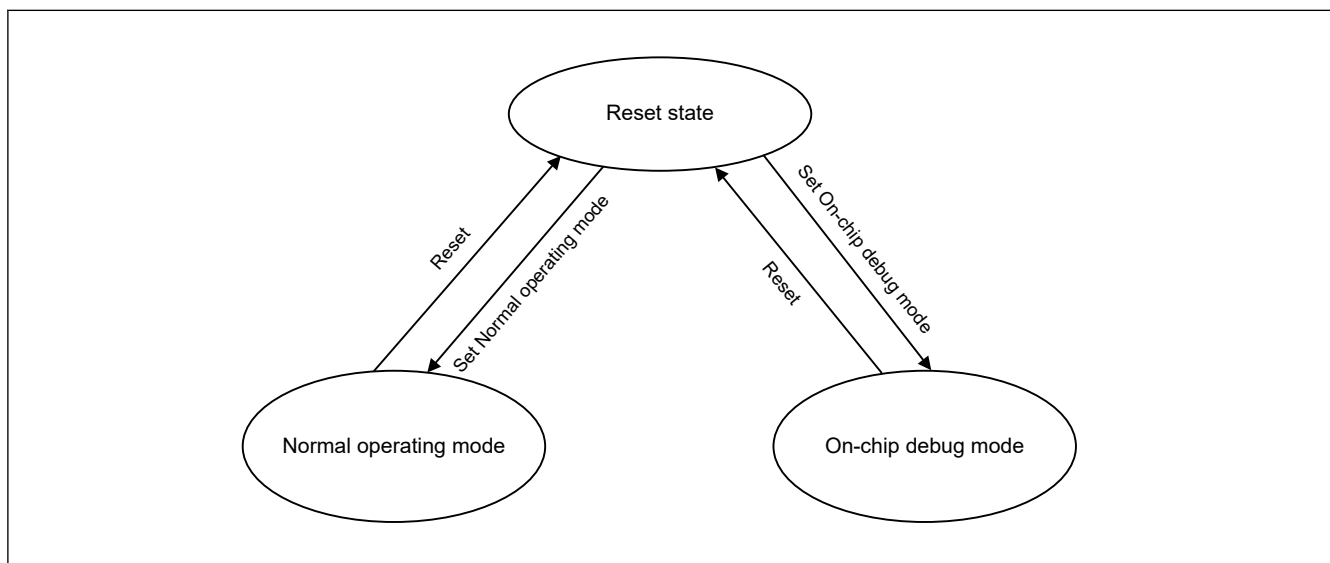 Reset state
Reset
Set Normal operating mode
Reset
Set On-chip debug mode
Normal operating mode
On-chip debug mode